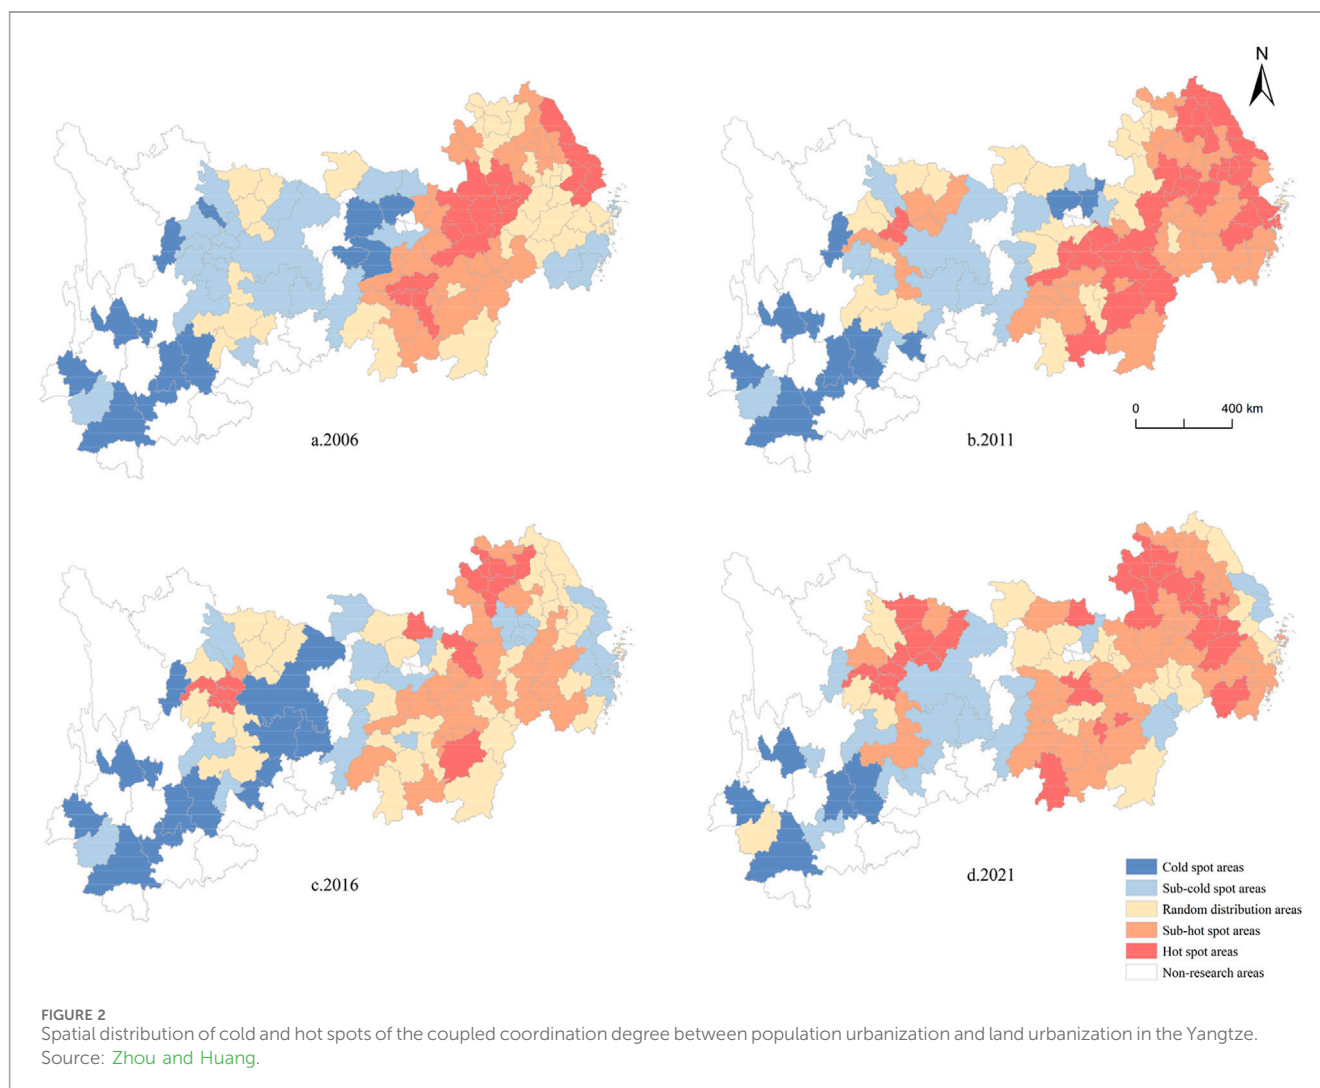 N
a.2006
b.2011
0 400 km
c.2016
d.2021
Cold spot areas
Sub-cold spot areas
Random distribution areas
Sub-hot spot areas
Hot spot areas
Non-research areas
FIGURE 2
Spatial distribution of cold and hot spots of the coupled coordination degree between population urbanization and land urbanization in the Yangtze.
Source: Zhou and Huang.